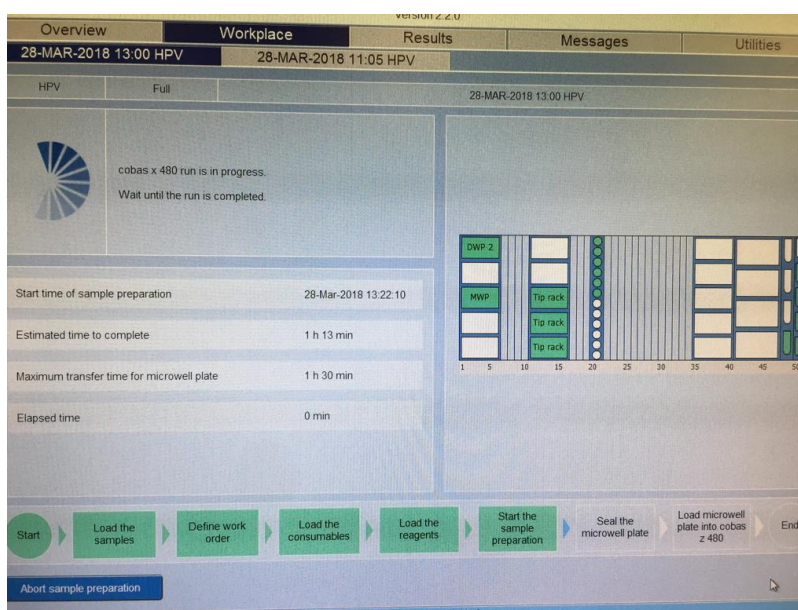 Version 2.2.0
Overview Workplace Results Messages Utilities
28-MAR-2018 13:00 HPV 28-MAR-2018 11:05 HPV
HPV Full 28-MAR-2018 13:00 HPV
cobas x 480 run is in progress.
Wait until the run is completed.
DWP 2
MWP Tip rack
Tip rack
Tip rack
1 5 10 15 20 25 30 35 40 45 50
Start time of sample preparation 28-Mar-2018 13:22:10
Estimated time to complete 1 h 13 min
Maximum transfer time for microwell plate 1 h 30 min
Elapsed time 0 min
Start
Load the
samples
Define work
order
Load the
consumables
Load the
reagents
Start the
sample
preparation
Seal the
microwell plate
Load microwell
plate into cobas
z 480
End
Abort sample preparation